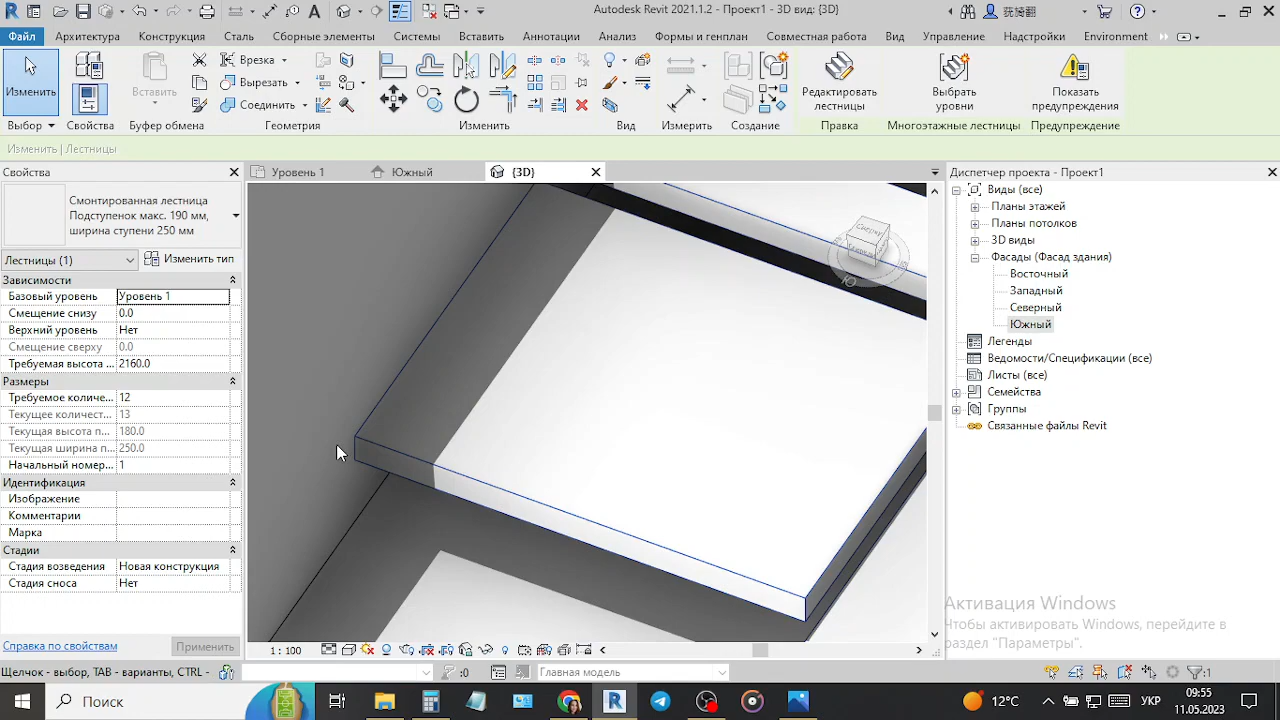 Autodesk Revit 2021.1.2 - Проект1 - 3D вид: {3D}
Файл Архитектура Конструкция Сталь Сборные элементы Системы Вставить Аннотации Анализ Формы и генплан Совместная работа Вид Управление Надстройки Environment
Врезка
Вырезать
Соединить
Изменить
Вставить
Редактировать лестницы
Выбрать уровни
Показать предупреждения
Выбор Свойства Буфер обмена Геометрия Изменить Вид Измерить Создание Правка Многоэтажные лестницы Предупреждение
Изменить | Лестницы
Свойства
Уровень 1 Южный {3D}
Диспетчер проекта - Проект1
Смонтированная лестница
Подступенок макс. 190 мм,
ширина ступени 250 мм
Лестницы (1) Изменить тип
Зависимости
Базовый уровень Уровень 1
Смещение снизу 0.0
Верхний уровень Нет
Смещение сверху 0.0
Требуемая высота ... 2160.0
Размеры
Требуемое количе... 12
Текущее количест... 13
Текущая высота п... 180.0
Текущая ширина п... 250.0
Начальный номер... 1
Идентификация
Изображение
Комментарии
Марка
Стадии
Стадия возведения Новая конструкция
Стадия сноса Нет
Справка по свойствам Применить
Виды (все)
Планы этажей
Планы потолков
3D виды
Фасады (Фасад здания)
Восточный
Западный
Северный
Южный
Легенды
Ведомости/Спецификации (все)
Листы (все)
Семейства
Группы
Связанные файлы Revit
Сверху
Ю
Активация Windows
Чтобы активировать Windows, перейдите в
раздел "Параметры".
1 : 100
Щелчок - выбор, TAB - варианты, CTRL - :0 Главная модель :1
Поиск
12°C
УКР
09:55
11.05.2023